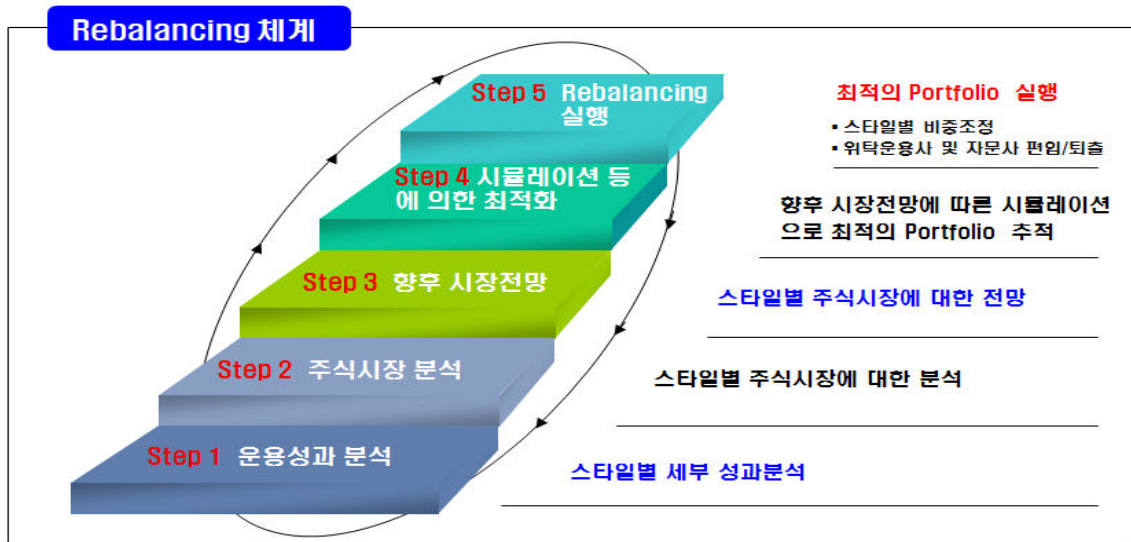 Rebalancing 체계
Step 5 Rebalancing
실행
최적의 Portfolio 실행
▪ 스타일별 비중조정
▪ 위탁운용사 및 자문사 편입/퇴출
Step 4 시뮬레이션 등
에 의한 최적화
향후 시장전망에 따른 시뮬레이션
으로 최적의 Portfolio 추적
Step 3 향후 시장전망
스타일별 주식시장에 대한 전망
Step 2 주식시장 분석
스타일별 주식시장에 대한 분석
Step 1 운용성과 분석
스타일별 세부 성과분석